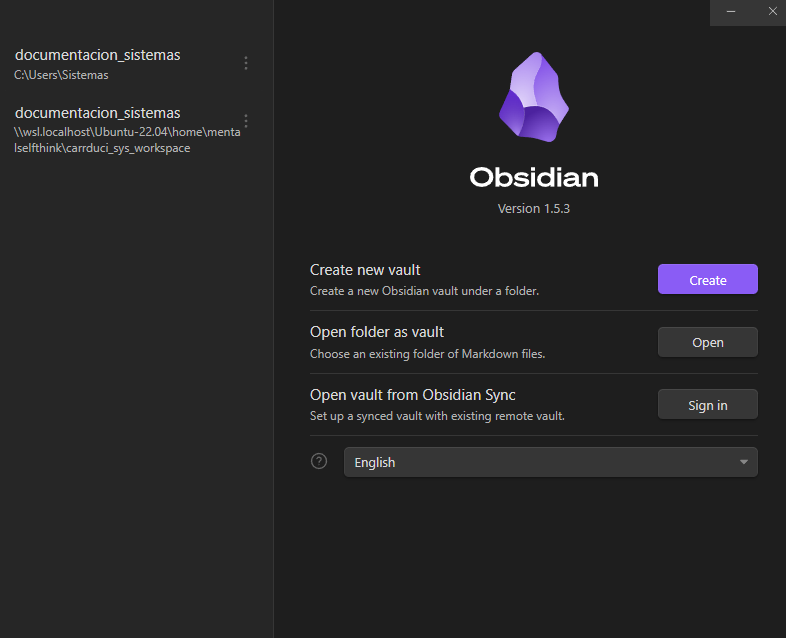 documentacion_sistemas
C:\Users\Sistemas
documentacion_sistemas
\\wsl.localhost\Ubuntu-22.04\home\menta
lselfthink\carrduci_sys_workspace
Obsidian
Version 1.5.3
Create new vault
Create a new Obsidian vault under a folder.
Create
Open folder as vault
Choose an existing folder of Markdown files.
Open
Open vault from Obsidian Sync
Set up a synced vault with existing remote vault.
Sign in
English